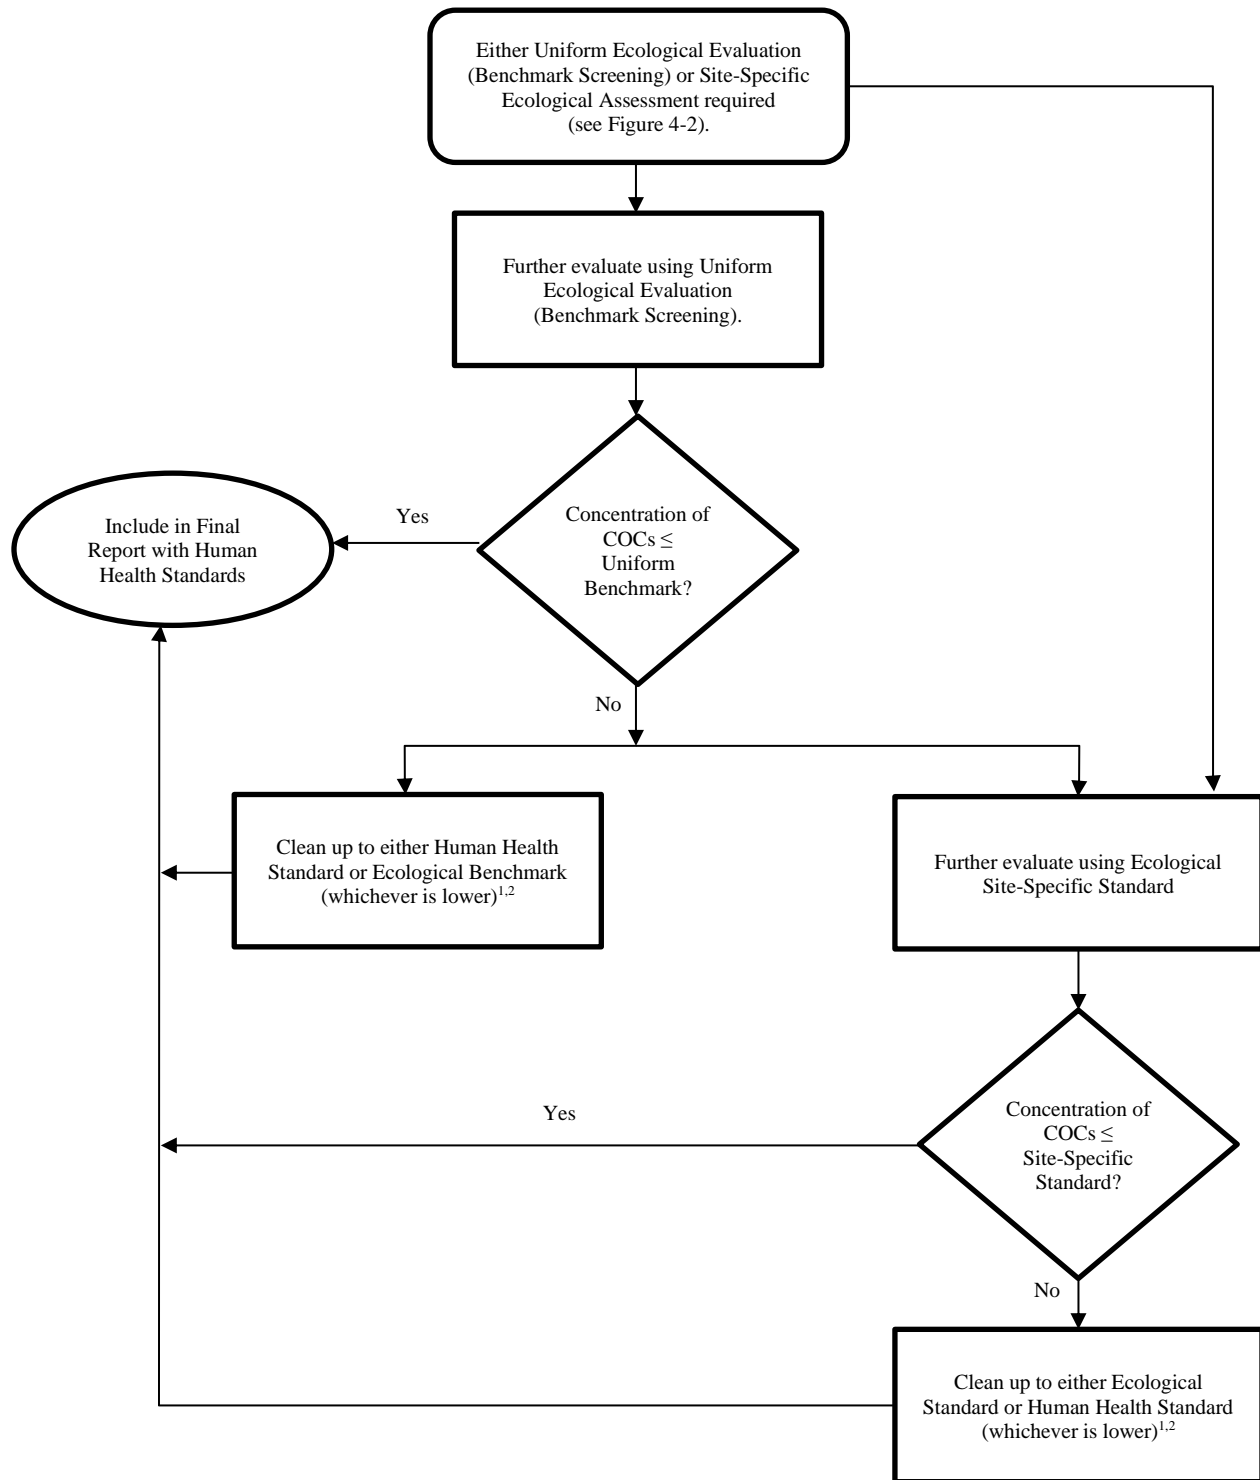 Either Uniform Ecological Evaluation
(Benchmark Screening) or Site-Specific
Ecological Assessment required
(see Figure 4-2).
Further evaluate using Uniform
Ecological Evaluation
(Benchmark Screening).
Concentration of
COCs ≤
Uniform
Benchmark?
Yes
Include in Final
Report with Human
Health Standards
No
Clean up to either Human Health
Standard or Ecological Benchmark
(whichever is lower)1,2
Further evaluate using Ecological
Site-Specific Standard
Concentration of
COCs ≤
Site-Specific
Standard?
Yes
No
Clean up to either Ecological
Standard or Human Health Standard
(whichever is lower)1,2